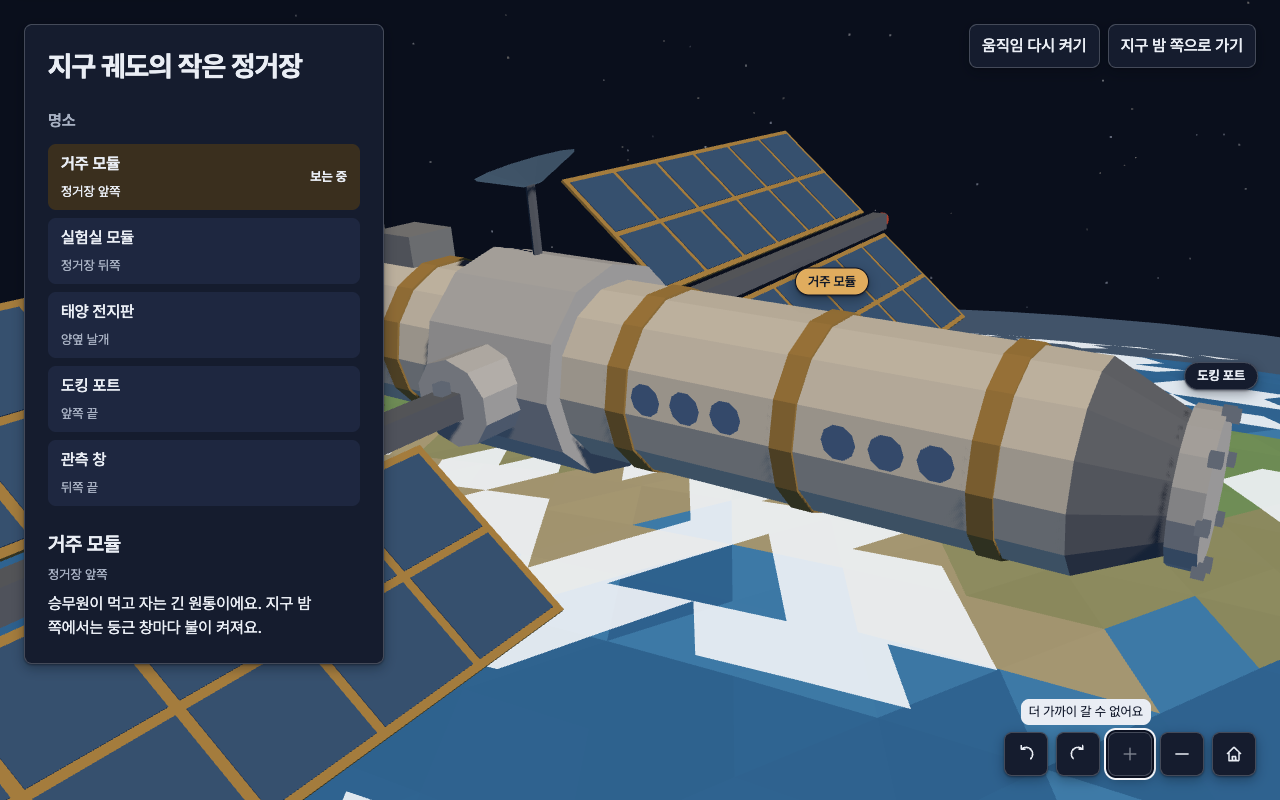 지구 궤도의 작은 정거장
명소
거주 모듈
정거장 앞쪽
보는 중
실험실 모듈
정거장 뒤쪽
태양 전지판
양옆 날개
도킹 포트
앞쪽 끝
관측 창
뒤쪽 끝
거주 모듈
정거장 앞쪽
승무원이 먹고 자는 긴 원통이에요. 지구 밤
쪽에서는 둥근 창마다 불이 켜져요.
움직임 다시 켜기
지구 밤 쪽으로 가기
거주 모듈
도킹 포트
더 가까이 갈 수 없어요